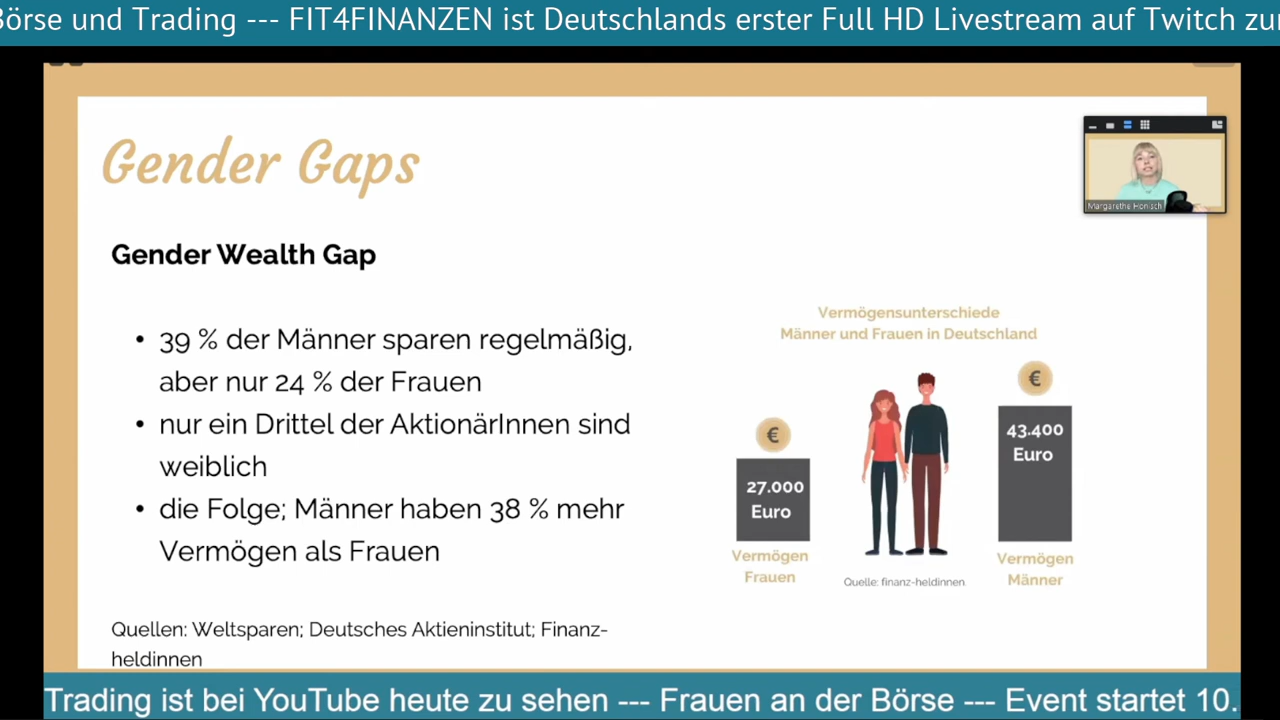 Börse und Trading --- FIT4FINANZEN ist Deutschlands erster Full HD Livestream auf Twitch zu
Gender Gaps
Margarethe Honisch
Gender Wealth Gap
• 39 % der Männer sparen regelmäßig,
aber nur 24 % der Frauen
• nur ein Drittel der AktionärInnen sind
weiblich
• die Folge; Männer haben 38 % mehr
Vermögen als Frauen
Quellen: Weltsparen; Deutsches Aktieninstitut; Finanz-
heldinnen
Vermögensunterschiede
Männer und Frauen in Deutschland
€
27.000
Euro
Vermögen
Frauen
€
43.400
Euro
Vermögen
Männer
Quelle: finanz-heldinnen
Trading ist bei YouTube heute zu sehen --- Frauen an der Börse --- Event startet 10.